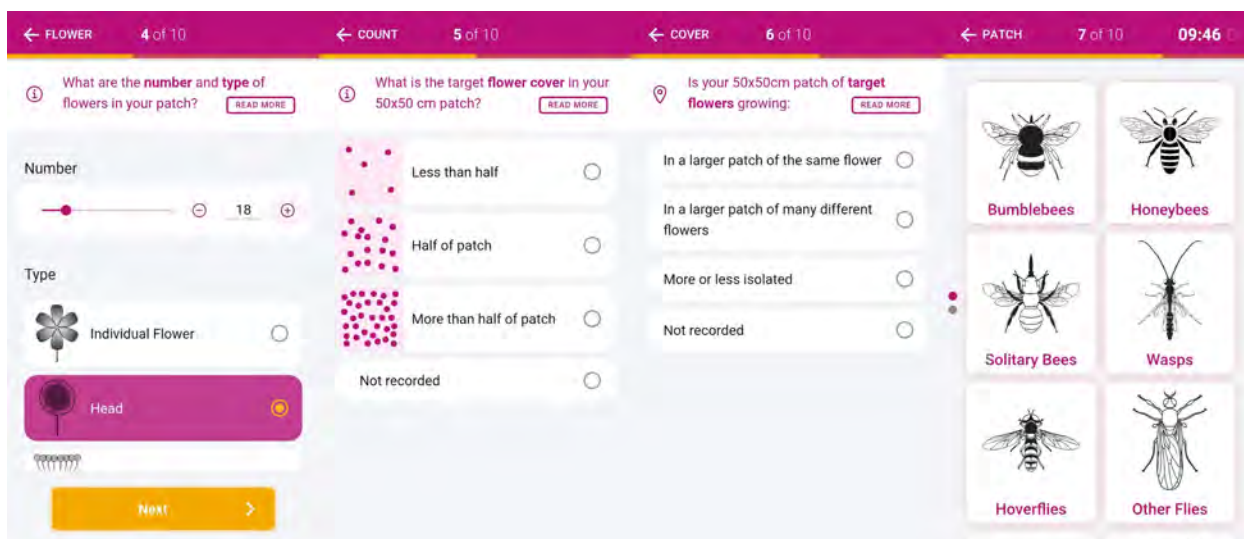 ← FLOWER 4 of 10
What are the number and type of
flowers in your patch? READ MORE
Number
18
Type
Individual Flower
Head
Next
← COUNT 5 of 10
What is the target flower cover in your
50x50 cm patch? READ MORE
Less than half
Half of patch
More than half of patch
Not recorded
← COVER 6 of 10
Is your 50x50cm patch of target
flowers growing: READ MORE
In a larger patch of the same flower
In a larger patch of many different
flowers
More or less isolated
Not recorded
← PATCH 7 of 10 09:46
Bumblebees Honeybees
Solitary Bees Wasps
Hoverflies Other Flies